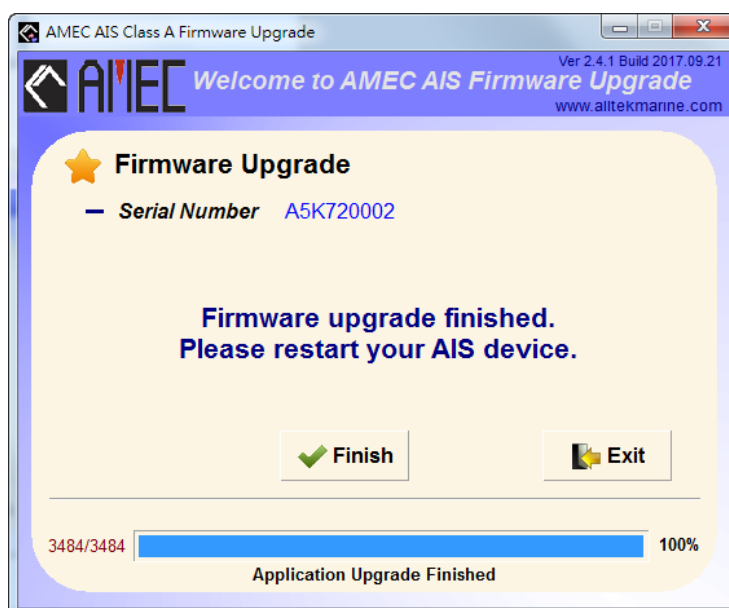 AMEC AIS Class A Firmware Upgrade
Ver 2.4.1 Build 2017.09.21
AMEC Welcome to AMEC AIS Firmware Upgrade
www.alltekmarine.com
Firmware Upgrade
Serial Number A5K720002
Firmware upgrade finished.
Please restart your AIS device.
Finish Exit
3484/3484 100%
Application Upgrade Finished